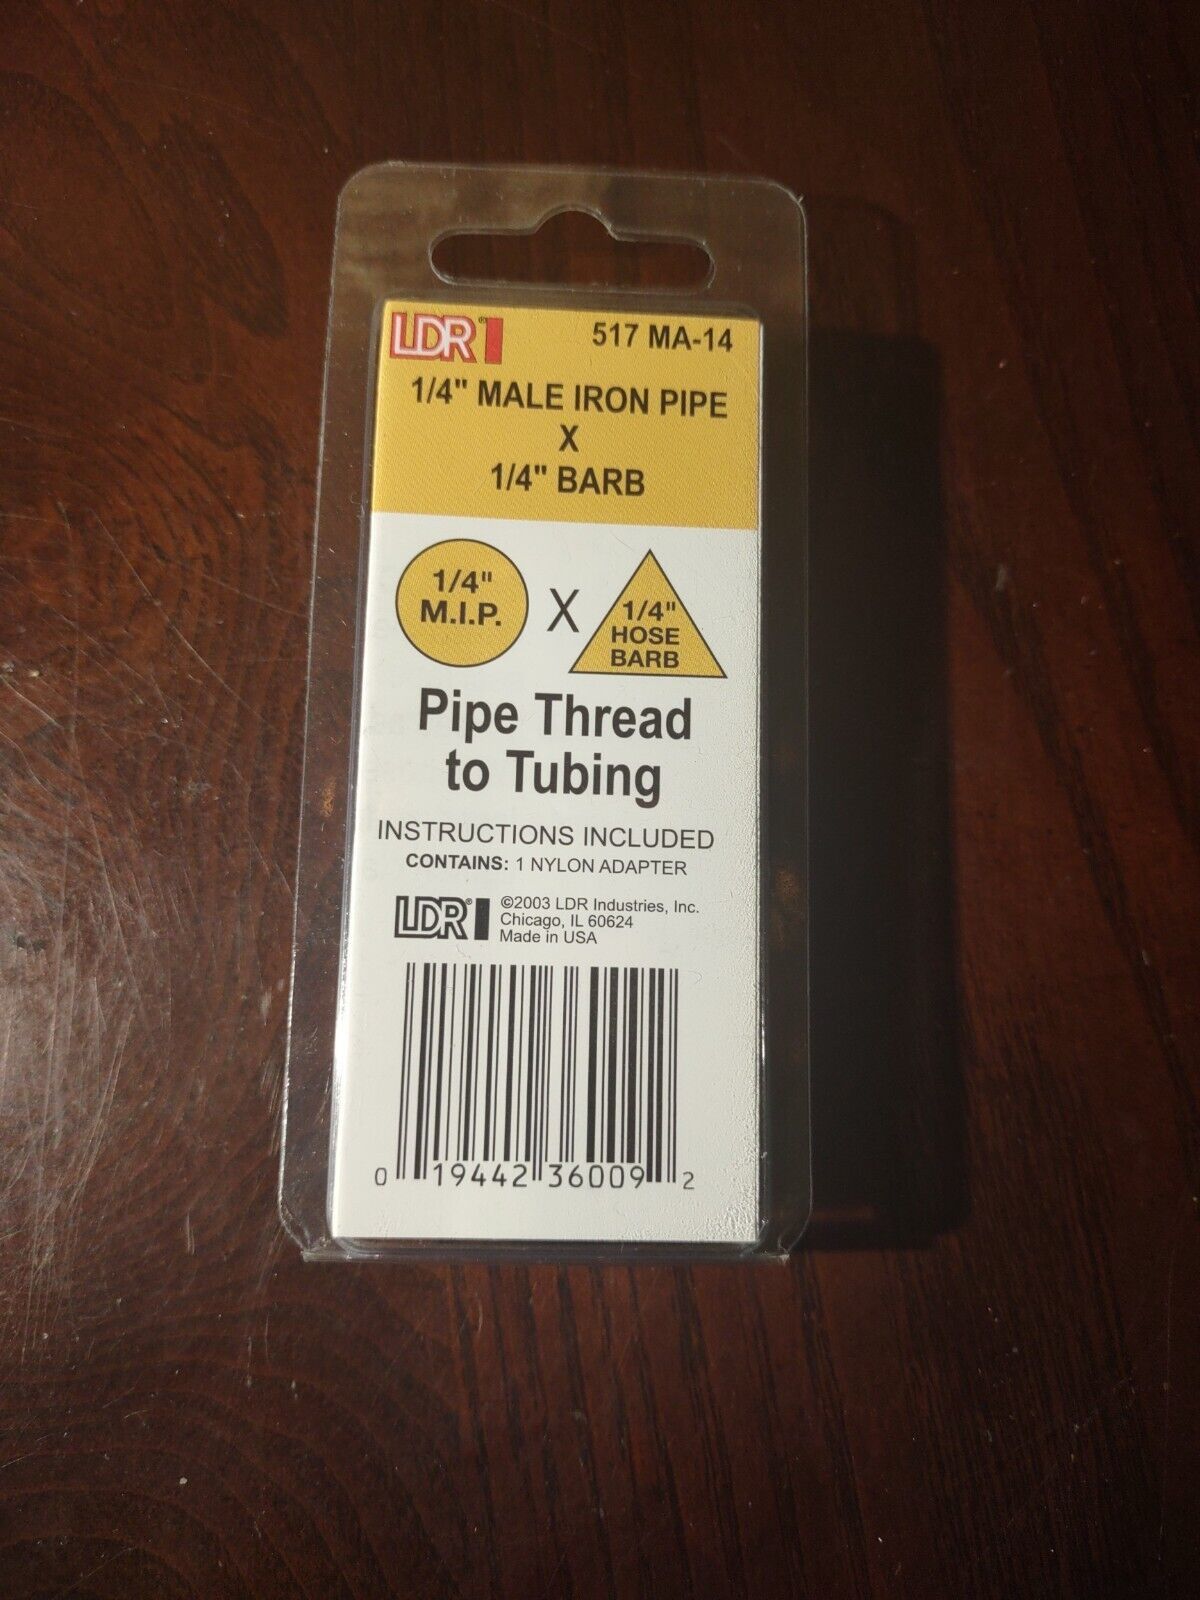 LDR® 517 MA-14
1/4" MALE IRON PIPE
X
1/4" BARB
1/4"
M.I.P.
X
1/4"
HOSE
BARB
Pipe Thread
to Tubing
INSTRUCTIONS INCLUDED
CONTAINS: 1 NYLON ADAPTER
LDR®
©2003 LDR Industries, Inc.
Chicago, IL 60624
Made in USA
0 19442 36009 2